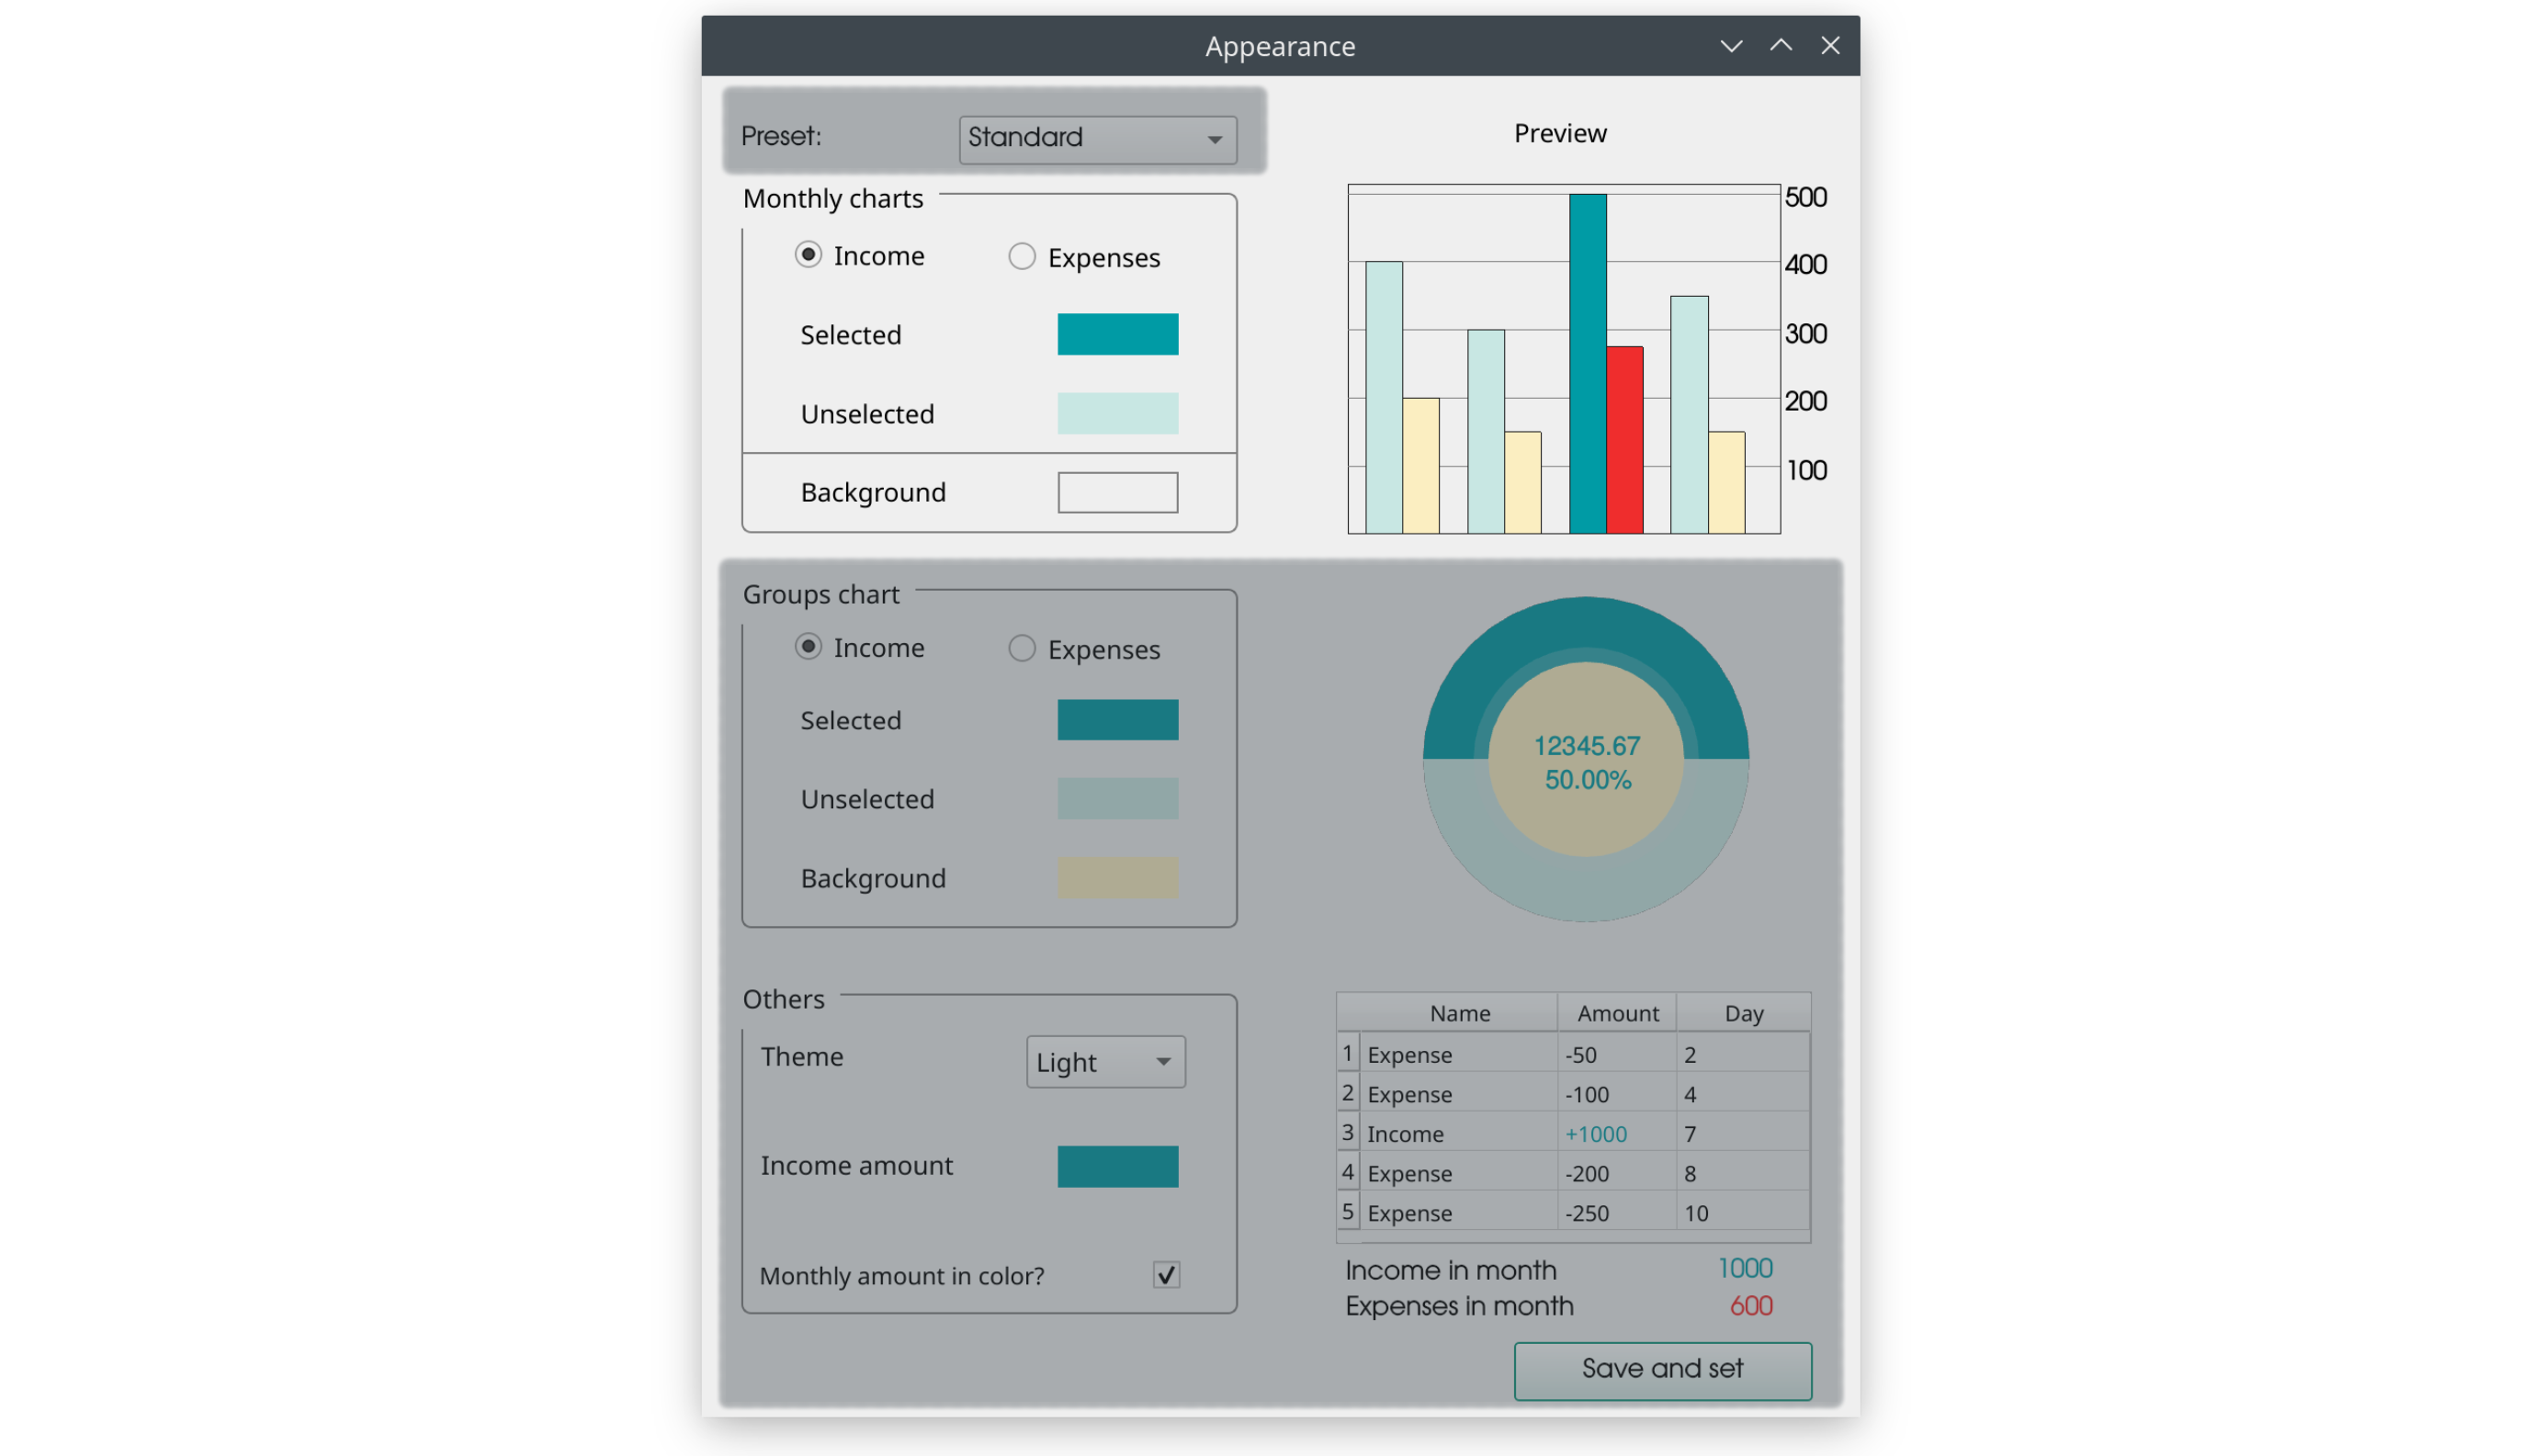 Appearance
Preset: Standard
Preview
Monthly charts
Income Expenses
Selected
Unselected
Background
500
400
300
200
100
Groups chart
Income Expenses
Selected
Unselected
Background
12345.67
50.00%
Others
Theme Light
Income amount
Monthly amount in color?
Name Amount Day
1 Expense -50 2
2 Expense -100 4
3 Income +1000 7
4 Expense -200 8
5 Expense -250 10
Income in month 1000
Expenses in month 600
Save and set